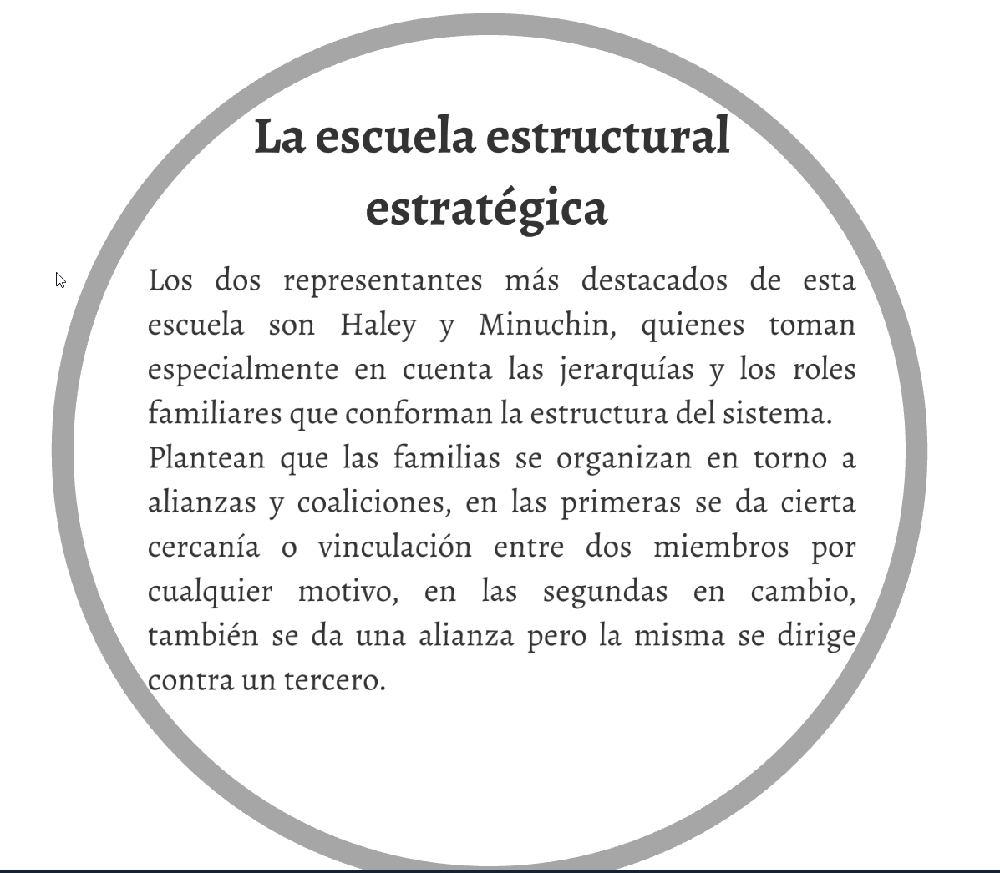 La escuela estructural
estratégica
Los dos representantes más destacados de esta
escuela son Haley y Minuchin, quienes toman
especialmente en cuenta las jerarquías y los roles
familiares que conforman la estructura del sistema.
Plantean que las familias se organizan en torno a
alianzas y coaliciones, en las primeras se da cierta
cercanía o vinculación entre dos miembros por
cualquier motivo, en las segundas en cambio,
también se da una alianza pero la misma se dirige
contra un tercero.